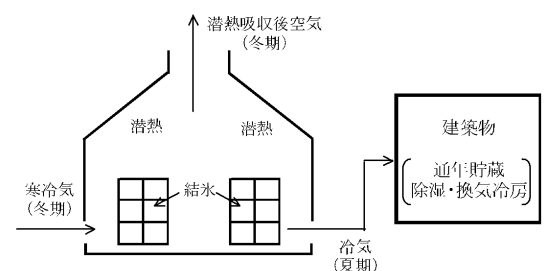 潜熱吸収後空気
(冬期)
潜熱
潜熱
建築物
通年貯蔵
除湿・換気冷房
寒冷気
(冬期)
結氷
冷気
(夏期)